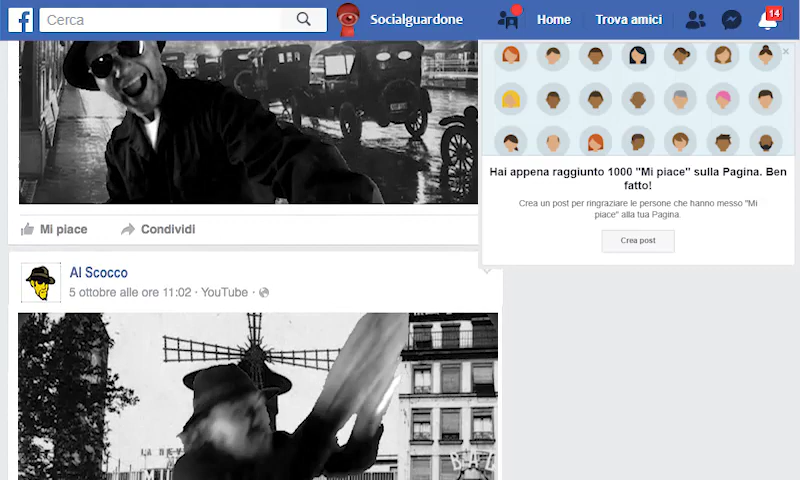 Cerca
Socialguardone
Home
Trova amici
14
Hai appena raggiunto 1000 "Mi piace" sulla Pagina. Ben
fatto!
Crea un post per ringraziare le persone che hanno messo "Mi
piace" alla tua Pagina.
Crea post
Mi piace
Condividi
Al Scocco
5 ottobre alle ore 11:02 · YouTube ·